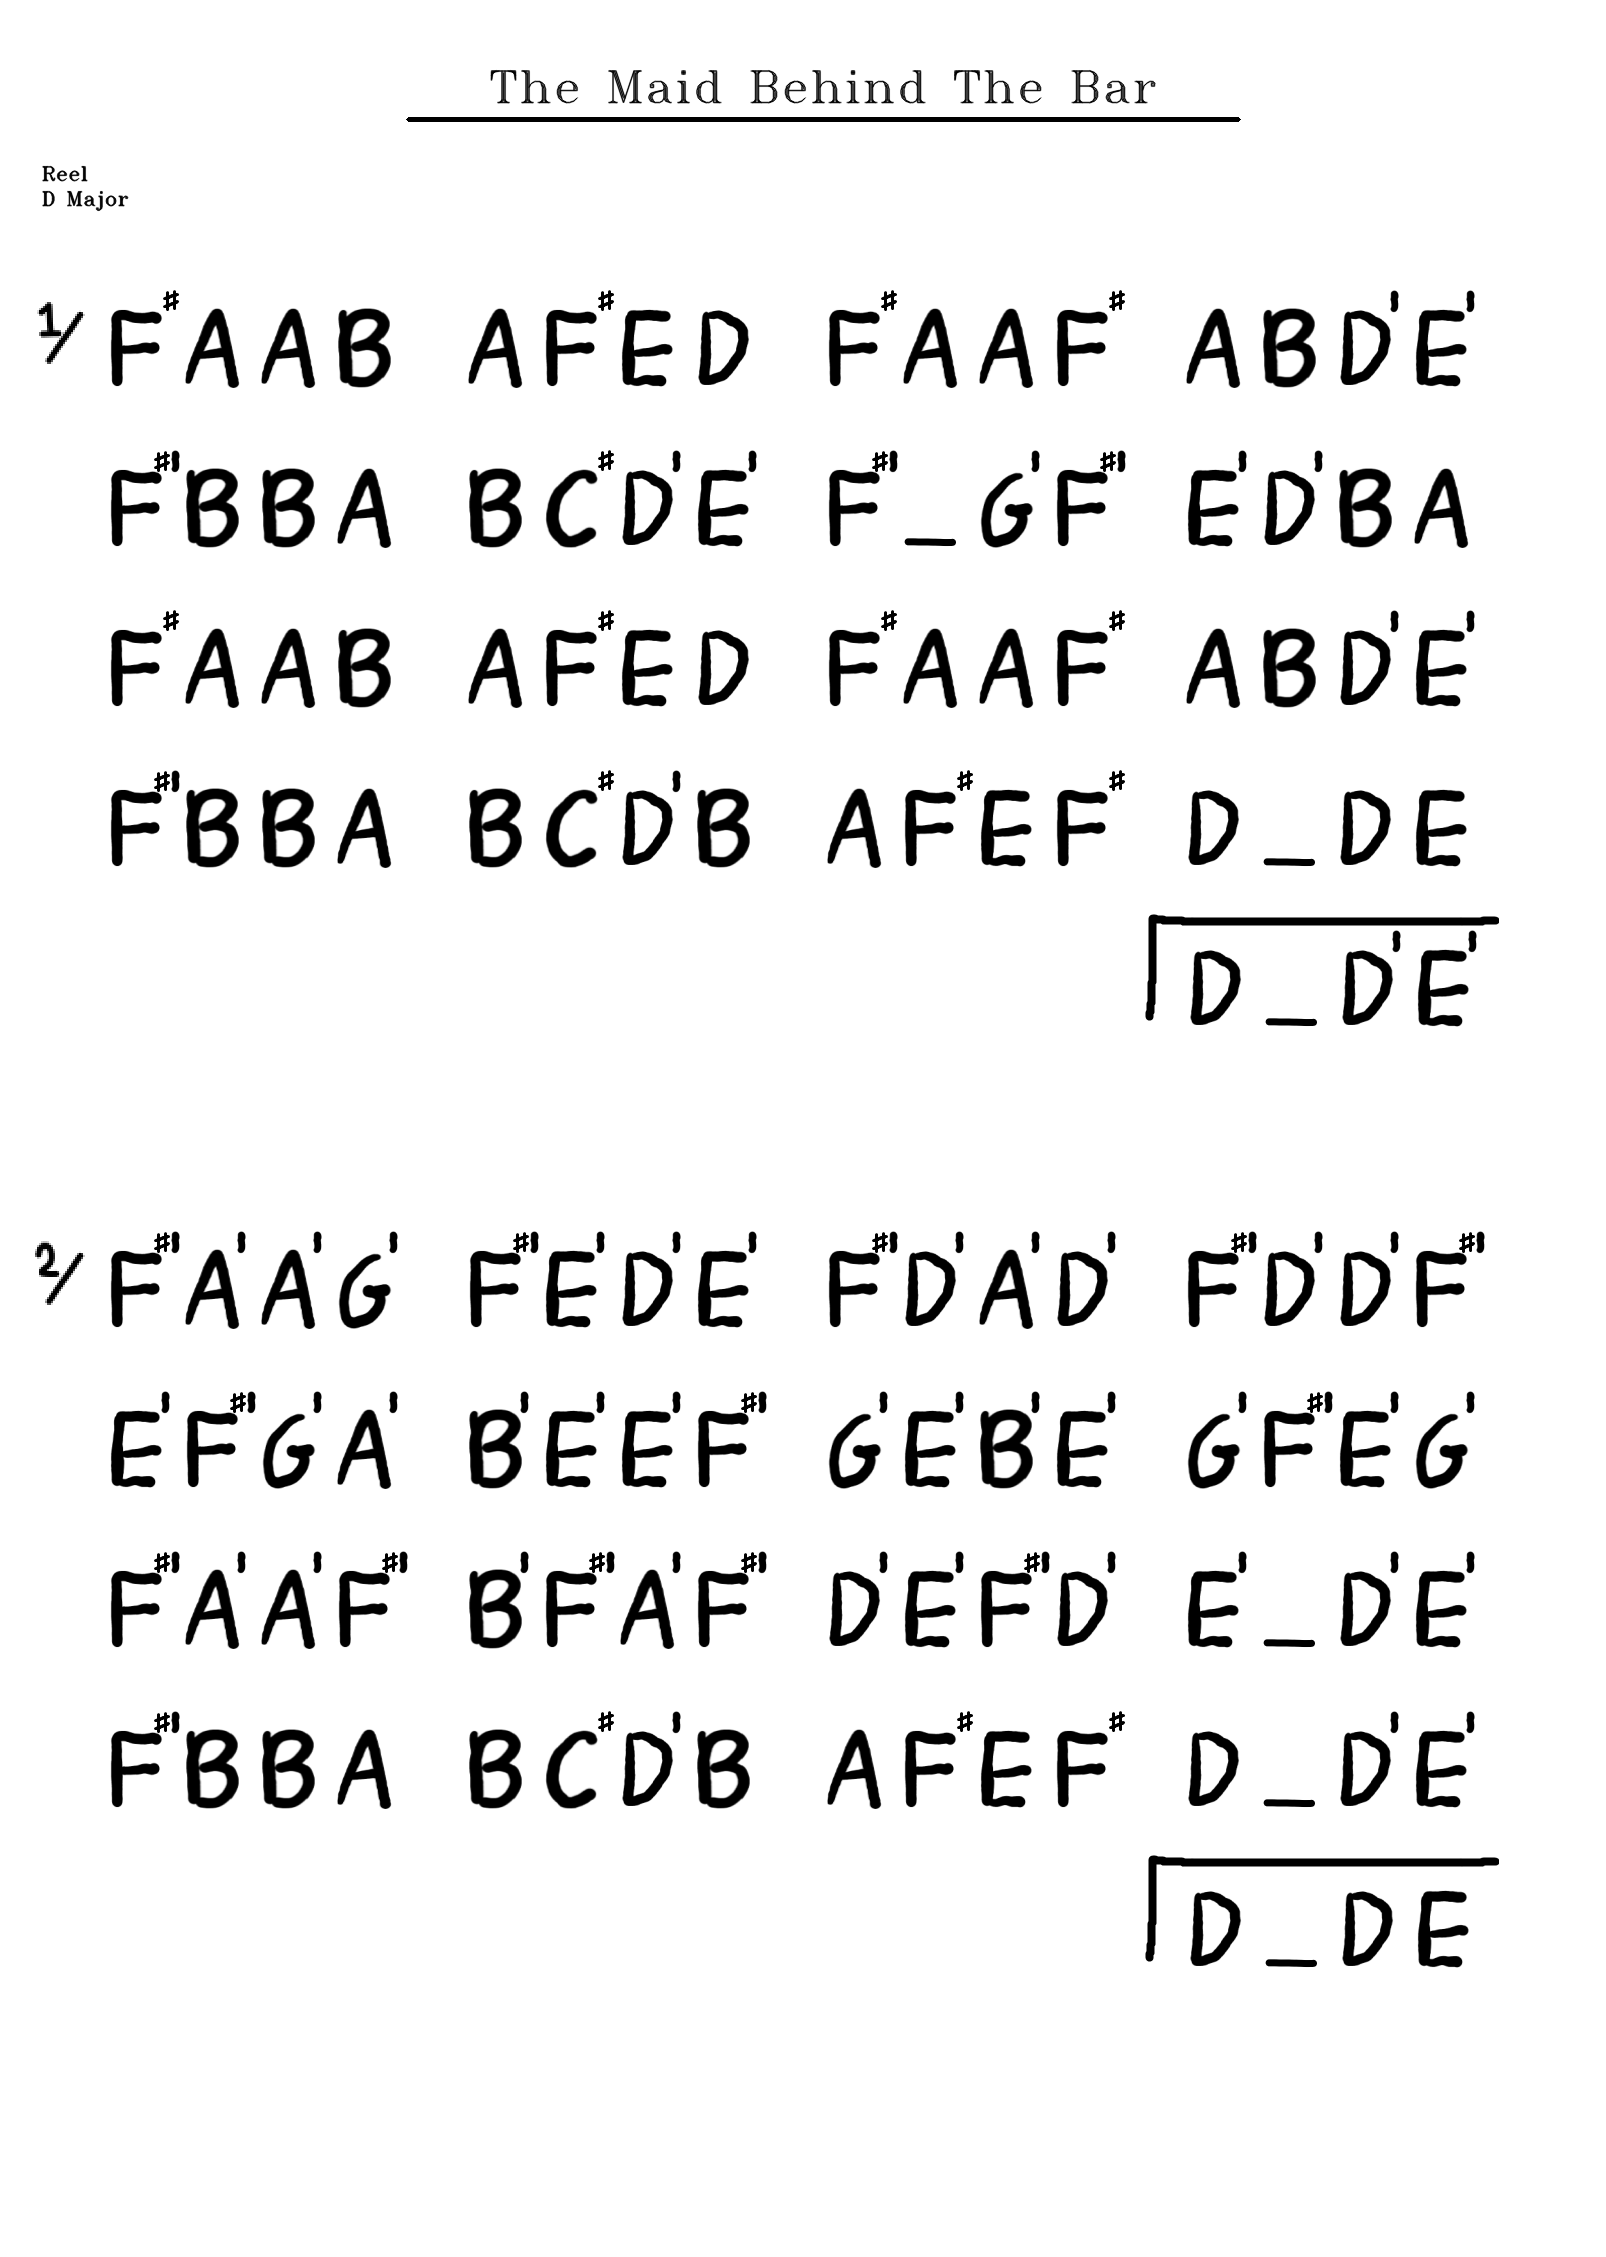 The Maid Behind The Bar
Reel
D Major
1/ F#AAB AF#ED F#AAF# ABD'E'
F#'BBA BC#D'E' F#'_G'F#' E'D'BA
F#AAB AF#ED F#AAF# ABD'E'
F#'BBA BC#D'B AF#EF# D_DE
D_D'E'
2/ F#'A'A'G' F#'E'D'E' F#'D'A'D' F#'D'D'F#'
E'F#'G'A' B'E'E'F#' G'E'B'E' G'F#'E'G'
F#'A'A'F#' B'F#'A'F#' D'E'F#'D' E'_D'E'
F#'BBA BC#D'B AF#EF# D_D'E'
D_DE